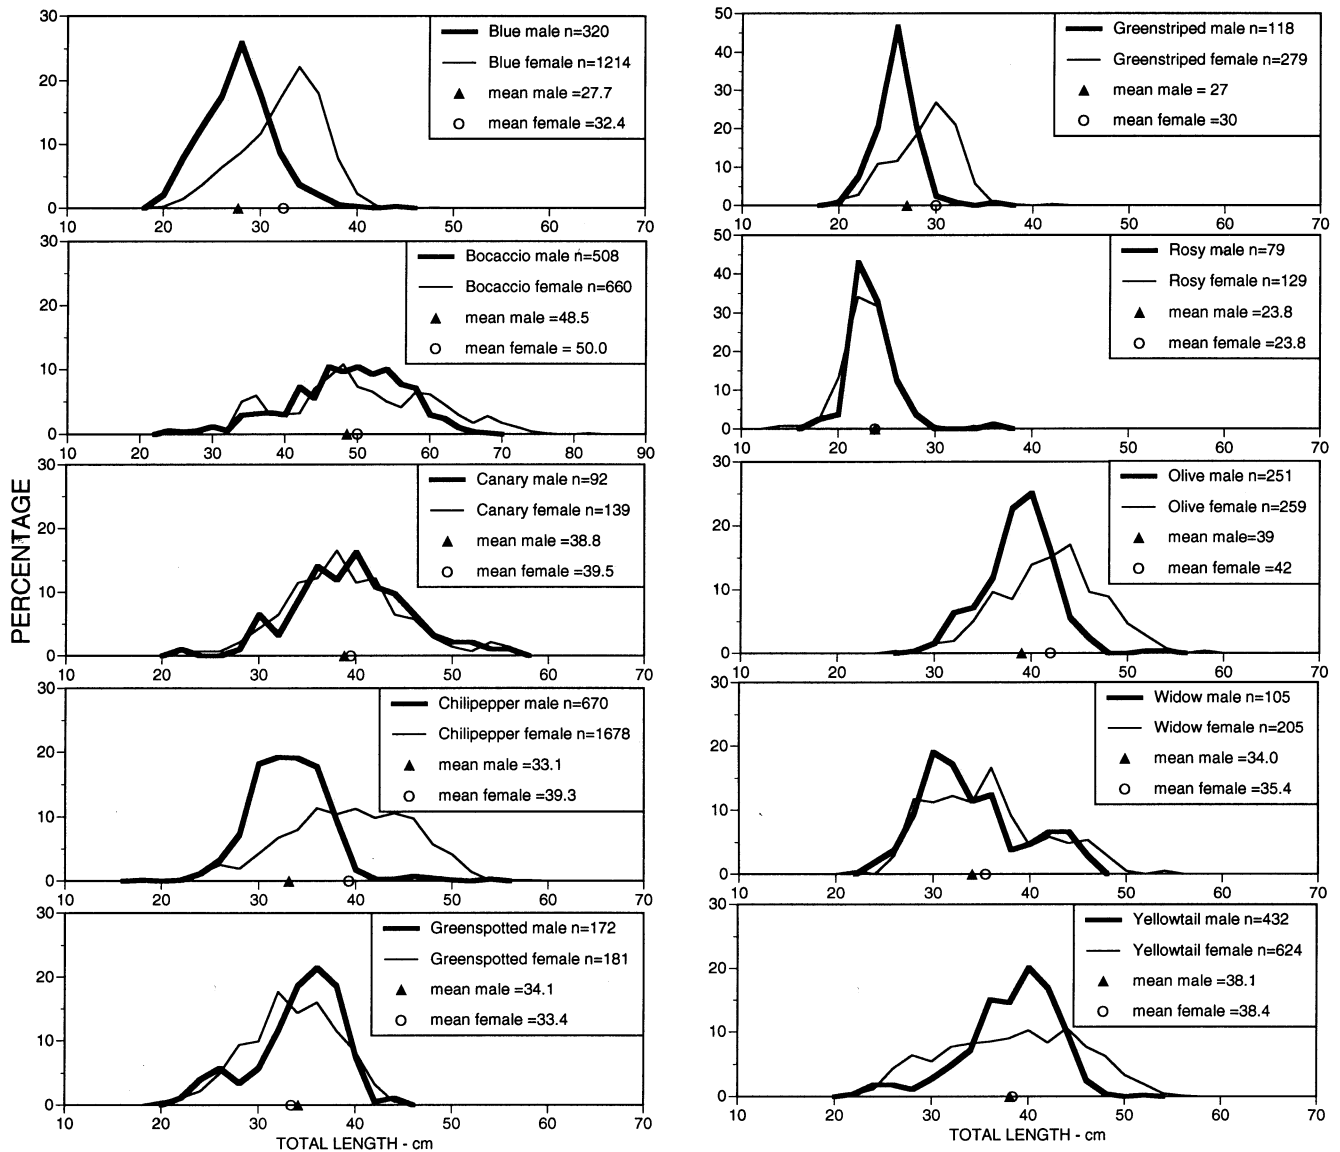 PERCENTAGE
30
20
10
0
10 20 30 40 50 60 70
Blue male n=320
Blue female n=1214
mean male =27.7
mean female =32.4
30
20
10
0
10 20 30 40 50 60 70 80 90
Bocaccio male n=508
Bocaccio female n=660
mean male =48.5
mean female = 50.0
30
20
10
0
10 20 30 40 50 60 70
Canary male n=92
Canary female n=139
mean male =38.8
mean female =39.5
30
20
10
0
10 20 30 40 50 60 70
Chilipepper male n=670
Chilipepper female n=1678
mean male =33.1
mean female =39.3
30
20
10
0
10 20 30 40 50 60 70
Greenspotted male n=172
Greenspotted female n=181
mean male =34.1
mean female =33.4
TOTAL LENGTH - cm
50
40
30
20
10
0
10 20 30 40 50 60 70
Greenstriped male n=118
Greenstriped female n=279
mean male = 27
mean female =30
50
40
30
20
10
0
10 20 30 40 50 60 70
Rosy male n=79
Rosy female n=129
mean male =23.8
mean female =23.8
30
20
10
0
10 20 30 40 50 60 70
Olive male n=251
Olive female n=259
mean male=39
mean female =42
30
20
10
0
10 20 30 40 50 60 70
Widow male n=105
Widow female n=205
mean male =34.0
mean female =35.4
30
20
10
0
10 20 30 40 50 60 70
Yellowtail male n=432
Yellowtail female n=624
mean male =38.1
mean female =38.4
TOTAL LENGTH - cm